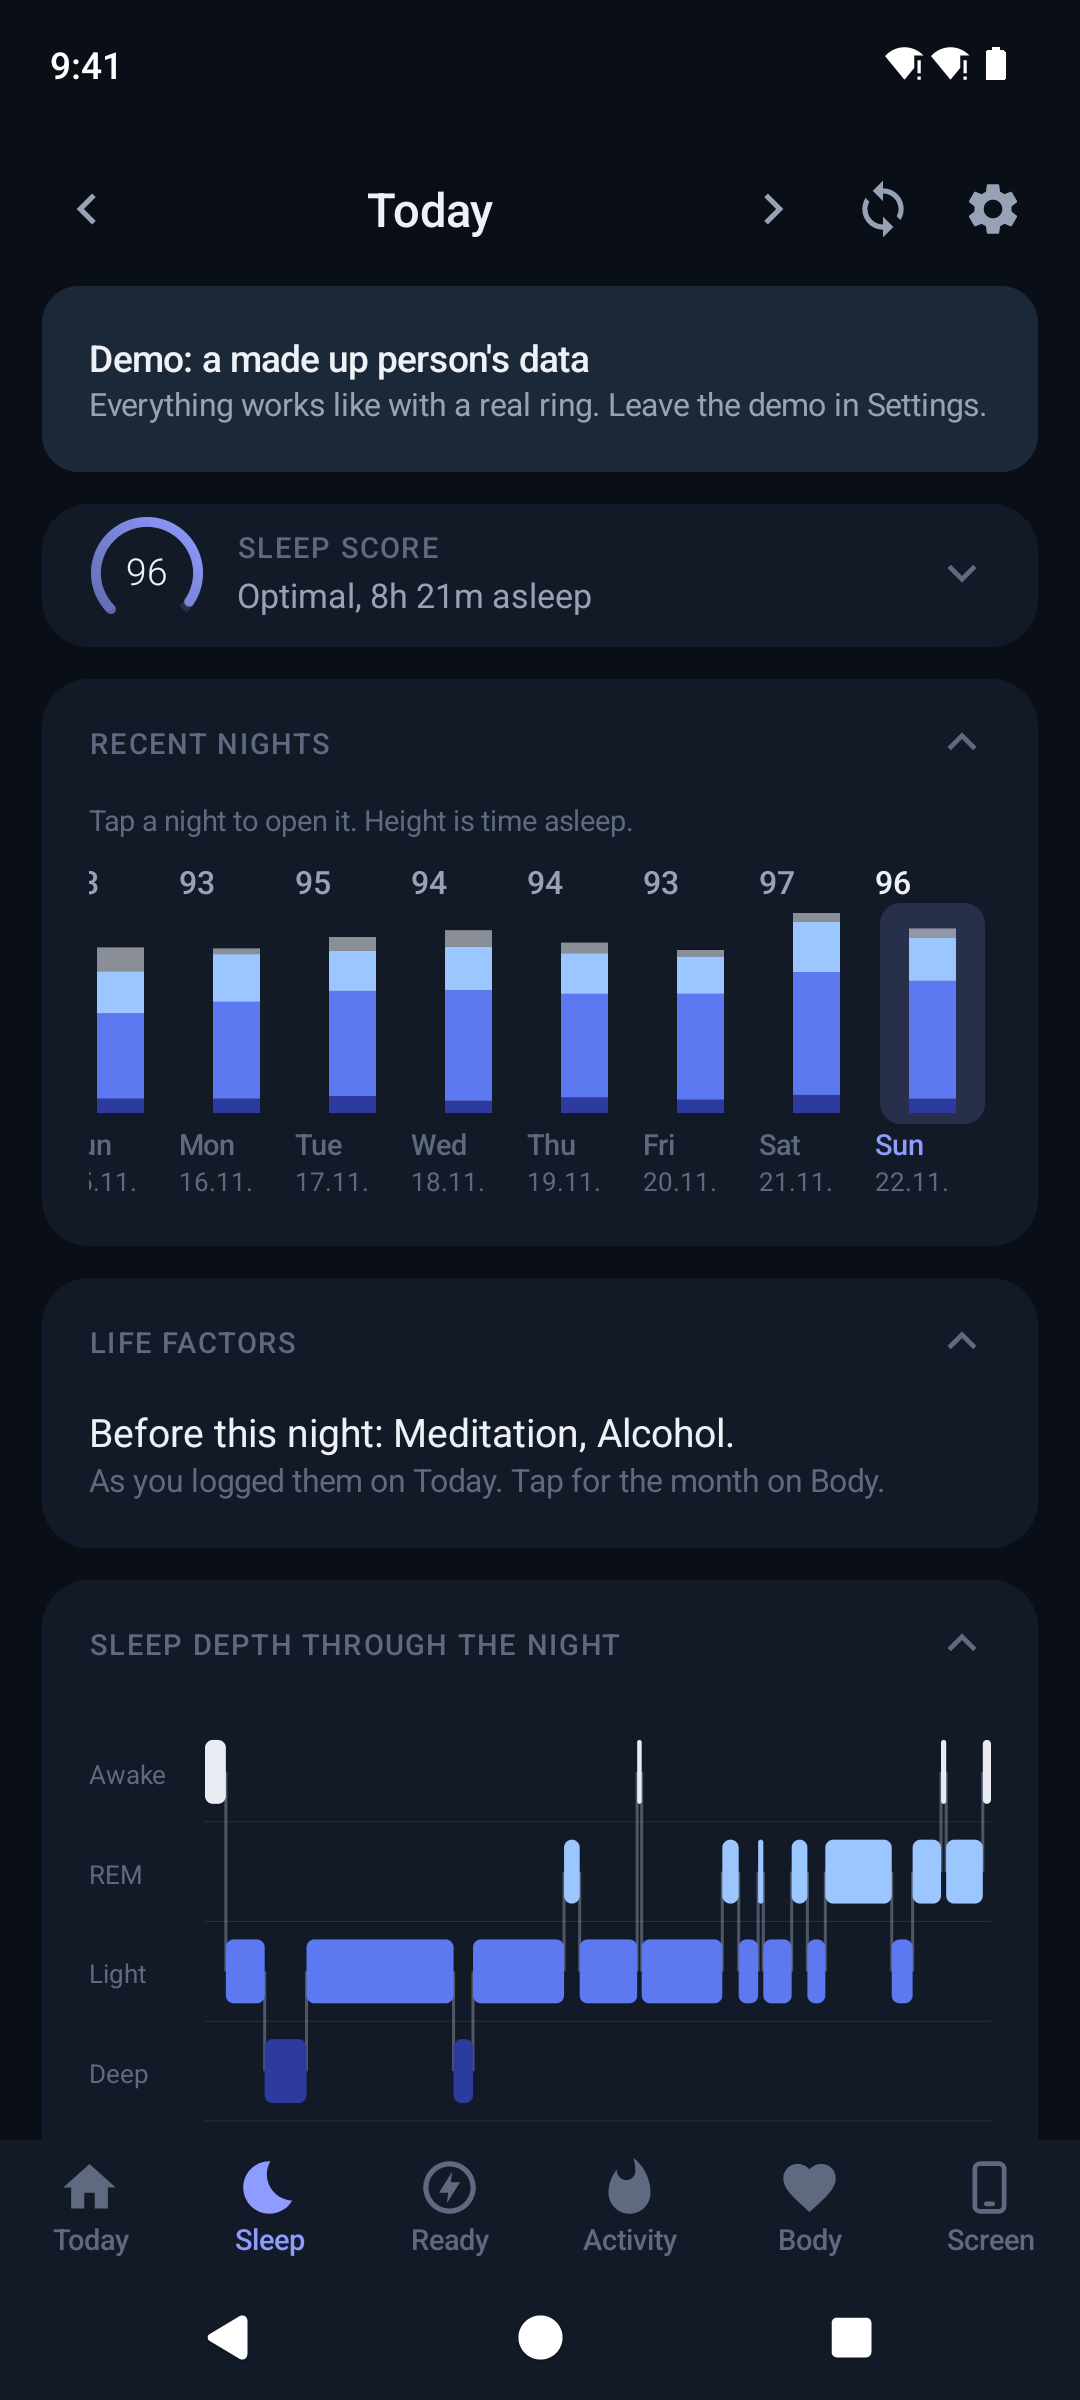 9:41
Today
Demo: a made up person's data
Everything works like with a real ring. Leave the demo in Settings.
96
SLEEP SCORE
Optimal, 8h 21m asleep
RECENT NIGHTS
Tap a night to open it. Height is time asleep.
93 95 94 94 93 97 96
Mon Tue Wed Thu Fri Sat Sun
16.11. 17.11. 18.11. 19.11. 20.11. 21.11. 22.11.
LIFE FACTORS
Before this night: Meditation, Alcohol.
As you logged them on Today. Tap for the month on Body.
SLEEP DEPTH THROUGH THE NIGHT
Awake
REM
Light
Deep
Today Sleep Ready Activity Body Screen